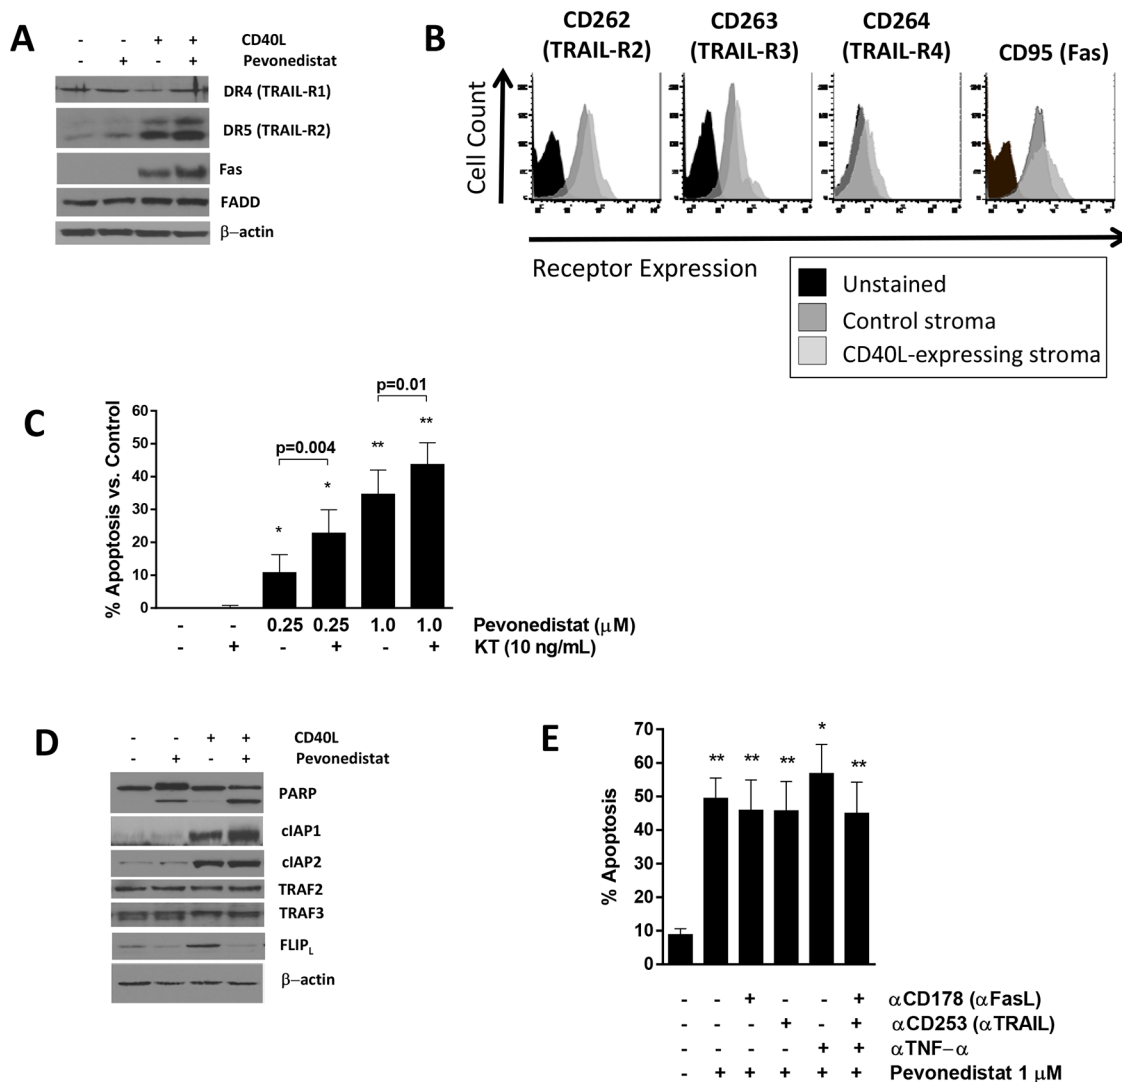 A
- - + + CD40L
- + - + Pevonedistat
DR4 (TRAIL-R1)
DR5 (TRAIL-R2)
Fas
FADD
β–actin
B
CD262 (TRAIL-R2)
CD263 (TRAIL-R3)
CD264 (TRAIL-R4)
CD95 (Fas)
Cell Count
Receptor Expression
Unstained
Control stroma
CD40L-expressing stroma
C
% Apoptosis vs. Control
60
50
40
30
20
10
0
p=0.004
p=0.01
* * ** **
- - 0.25 0.25 1.0 1.0 Pevonedistat (μM)
- + - + - + KT (10 ng/mL)
D
- - + + CD40L
- + - + Pevonedistat
PARP
cIAP1
cIAP2
TRAF2
TRAF3
FLIPL
β–actin
E
% Apoptosis
70
60
50
40
30
20
10
0
** ** ** * **
- - + - - + αCD178 (αFasL)
- - - + - + αCD253 (αTRAIL)
- - - - + + αTNF–α
- + + + + + Pevonedistat 1 μM